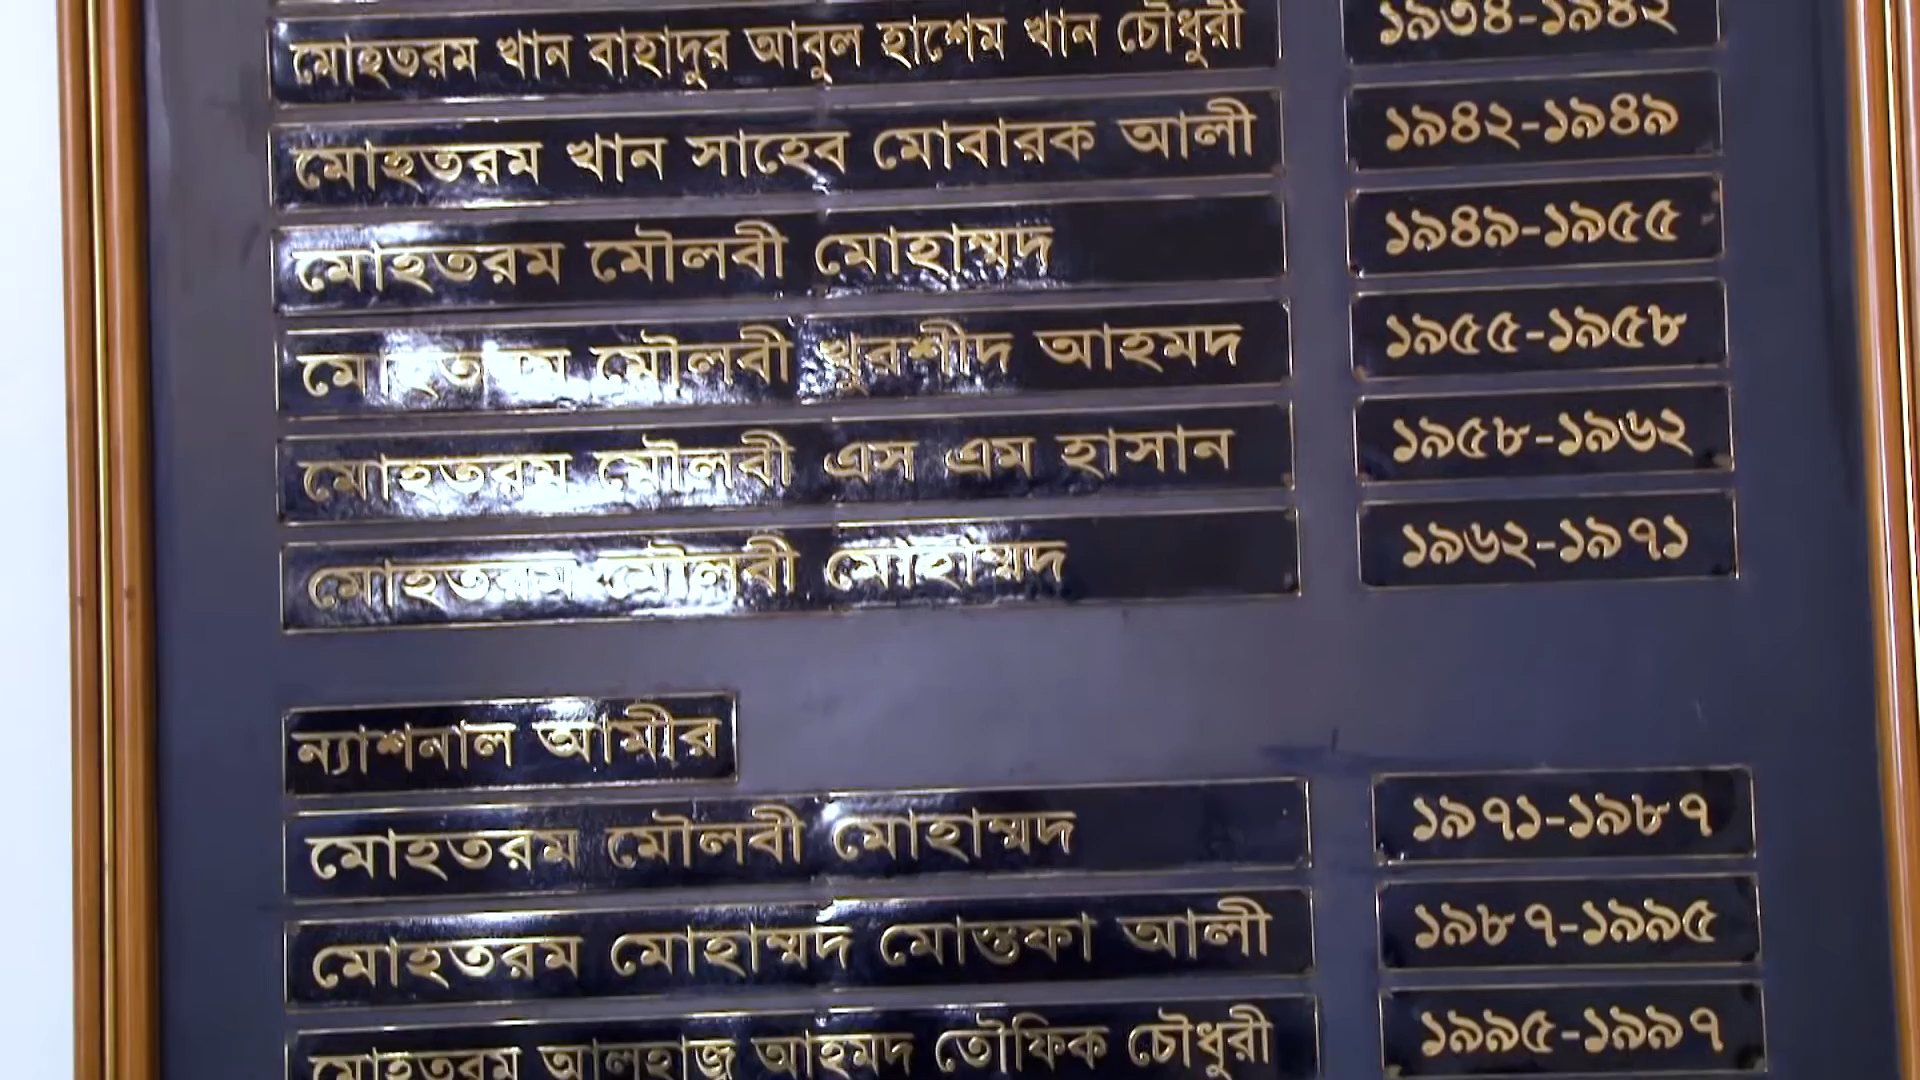 মোহতরম খান বাহাদুর আবুল হাশেম খান চৌধুরী ১৯৩৪-১৯৪২
মোহতরম খান সাহেব মোবারক আলী ১৯৪২-১৯৪৯
মোহতরম মৌলবী মোহাম্মদ ১৯৪৯-১৯৫৫
মোহতরম মৌলবী খুরশীদ আহমদ ১৯৫৫-১৯৫৮
মোহতরম মৌলবী এস এম হাসান ১৯৫৮-১৯৬২
মোহতরম মৌলবী মোহাম্মদ ১৯৬২-১৯৭১
ন্যাশনাল আমীর
মোহতরম মৌলবী মোহাম্মদ ১৯৭১-১৯৮৭
মোহতরম মোহাম্মদ মোস্তফা আলী ১৯৮৭-১৯৯৫
মোহতরম আলহাজ্ব আহমদ তৌফিক চৌধুরী ১৯৯৫-১৯৯৭